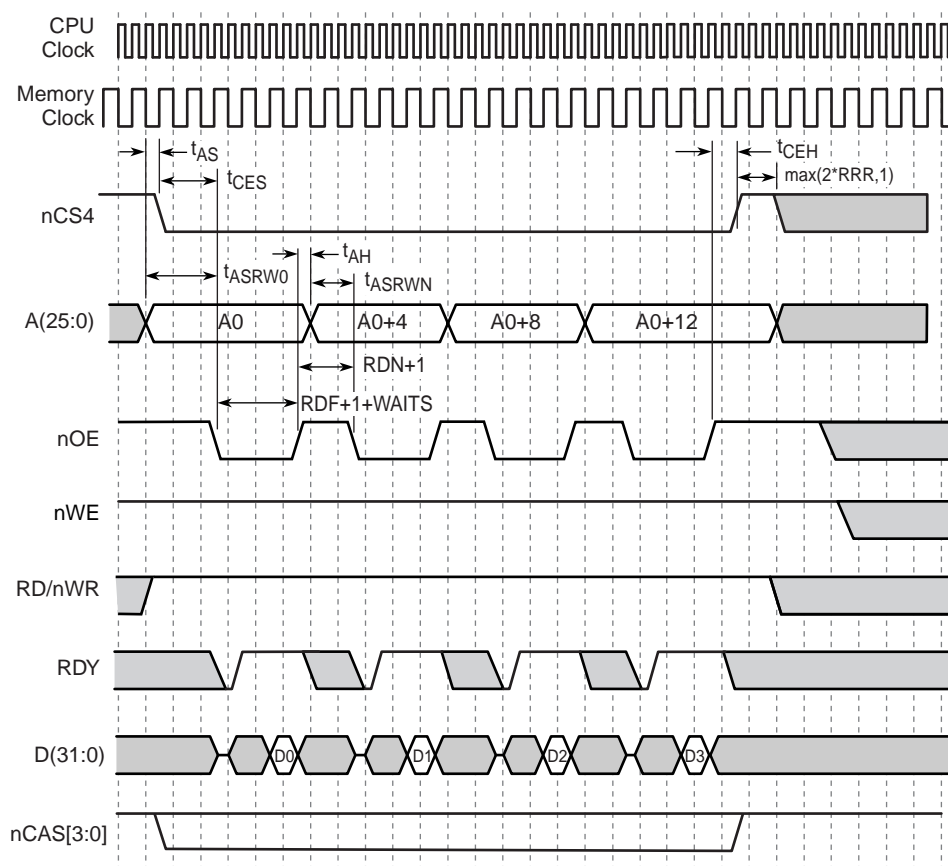 CPU
Clock
Memory
Clock
tAS
tCEH
tCES
max(2*RRR,1)
nCS4
tAH
tASRW0
tASRWN
A(25:0)
A0
A0+4
A0+8
A0+12
RDN+1
RDF+1+WAITS
nOE
nWE
RD/nWR
RDY
D(31:0)
D0
D1
D2
D3
nCAS[3:0]